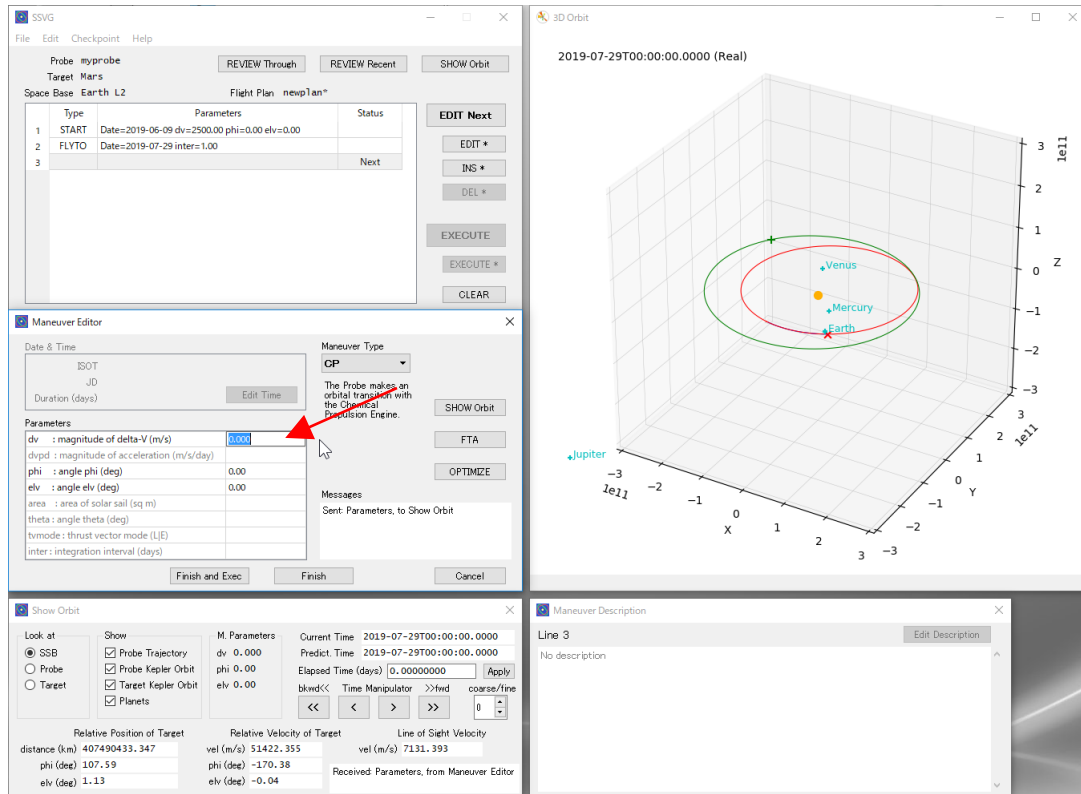 SSVG
File Edit Checkpoint Help
Probe myprobe REVIEW Through REVIEW Recent SHOW Orbit
Target Mars
Space Base Earth L2 Flight Plan newplan*
Type Parameters Status
1 START Date=2019-06-09 dv=2500.00 phi=0.00 elv=0.00
2 FLYTO Date=2019-07-29 inter=1.00
3 Next
EDIT Next
EDIT *
INS *
DEL *
EXECUTE
EXECUTE *
CLEAR
Maneuver Editor
Date & Time
ISOT
JD
Duration (days) Edit Time
Maneuver Type
CP
The Probe makes an
orbital transition with
the Chemical
Propulsion Engine.
SHOW Orbit
FTA
OPTIMIZE
Parameters
dv : magnitude of delta-V (m/s) 0.000
dvpd : magnitude of acceleration (m/s/day)
phi : angle phi (deg) 0.00
elv : angle elv (deg) 0.00
area : area of solar sail (sq m)
theta : angle theta (deg)
tvmode : thrust vector mode (L|E)
inter : integration interval (days)
Messages
Sent: Parameters, to Show Orbit
Finish and Exec Finish Cancel
Show Orbit
Look at
SSB
Probe
Target
Show
Probe Trajectory
Probe Kepler Orbit
Target Kepler Orbit
Planets
M. Parameters
dv 0.000
phi 0.00
elv 0.00
Current Time 2019-07-29T00:00:00.0000
Predict. Time 2019-07-29T00:00:00.0000
Elapsed Time (days) 0.00000000 Apply
bkwd<< Time Manipulator >>fwd coarse/fine
<< < > >> 0
Relative Position of Target
distance (km) 407490433.347
phi (deg) 107.59
elv (deg) 1.13
Relative Velocity of Target
vel (m/s) 51422.355
phi (deg) -170.38
elv (deg) -0.04
Line of Sight Velocity
vel (m/s) 7131.393
Received: Parameters, from Maneuver Editor
3D Orbit
2019-07-29T00:00:00.0000 (Real)
Venus
Mercury
Earth
Jupiter
3
2
1
0
−1
−2
−3
1e11
Z
−3
−2
−1
0
1
2
3
1e11
X
−3
−2
−1
0
1
2
3
1e11
Y
Maneuver Description
Line 3 Edit Description
No description